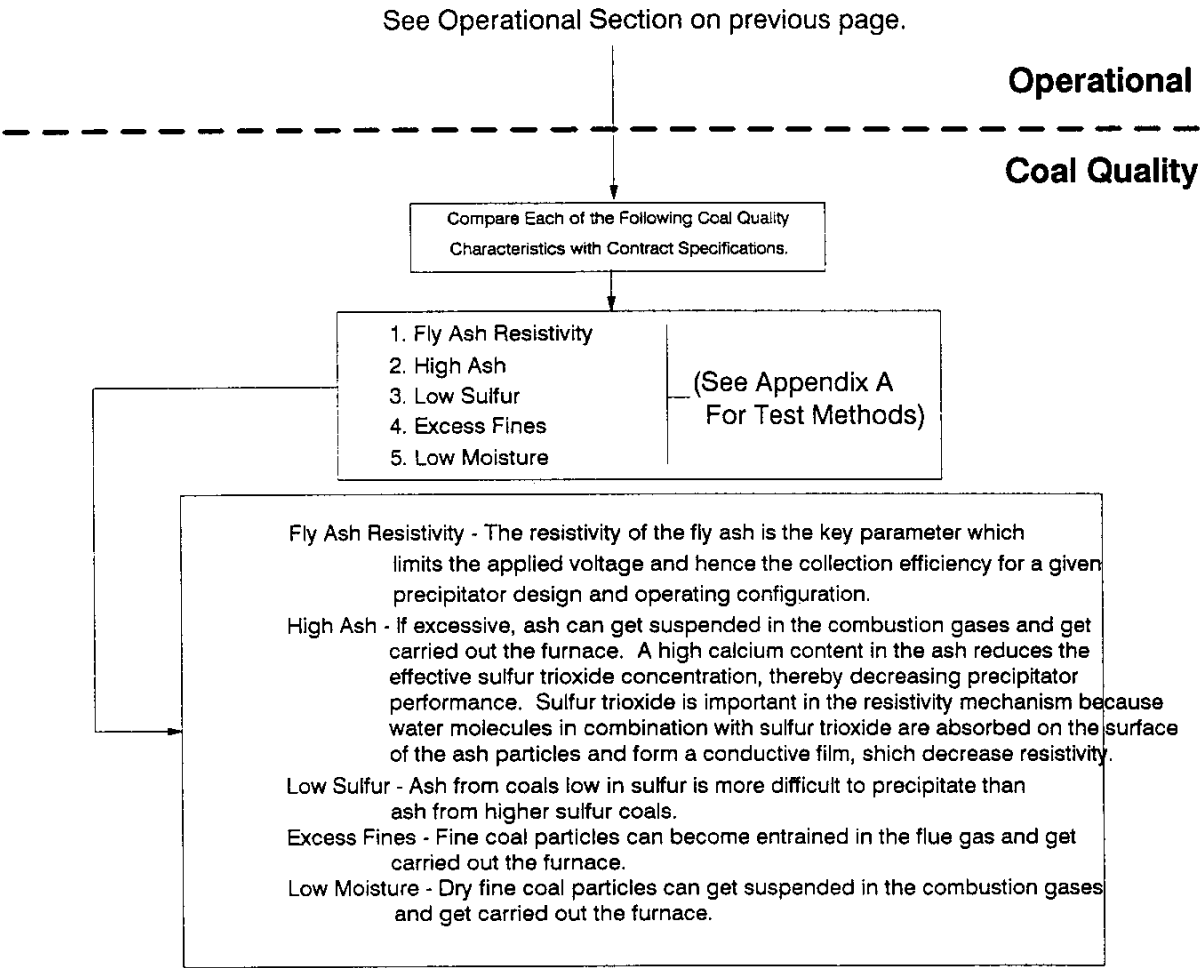 See Operational Section on previous page.
Operational
Coal Quality
Compare Each of the Following Coal Quality
Characteristics with Contract Specifications.
1. Fly Ash Resistivity
2. High Ash
3. Low Sulfur
4. Excess Fines
5. Low Moisture
(See Appendix A
For Test Methods)
Fly Ash Resistivity - The resistivity of the fly ash is the key parameter which
limits the applied voltage and hence the collection efficiency for a given
precipitator design and operating configuration.
High Ash - If excessive, ash can get suspended in the combustion gases and get
carried out the furnace. A high calcium content in the ash reduces the
effective sulfur trioxide concentration, thereby decreasing precipitator
performance. Sulfur trioxide is important in the resistivity mechanism because
water molecules in combination with sulfur trioxide are absorbed on the surface
of the ash particles and form a conductive film, shich decrease resistivity.
Low Sulfur - Ash from coals low in sulfur is more difficult to precipitate than
ash from higher sulfur coals.
Excess Fines - Fine coal particles can become entrained in the flue gas and get
carried out the furnace.
Low Moisture - Dry fine coal particles can get suspended in the combustion gases
and get carried out the furnace.